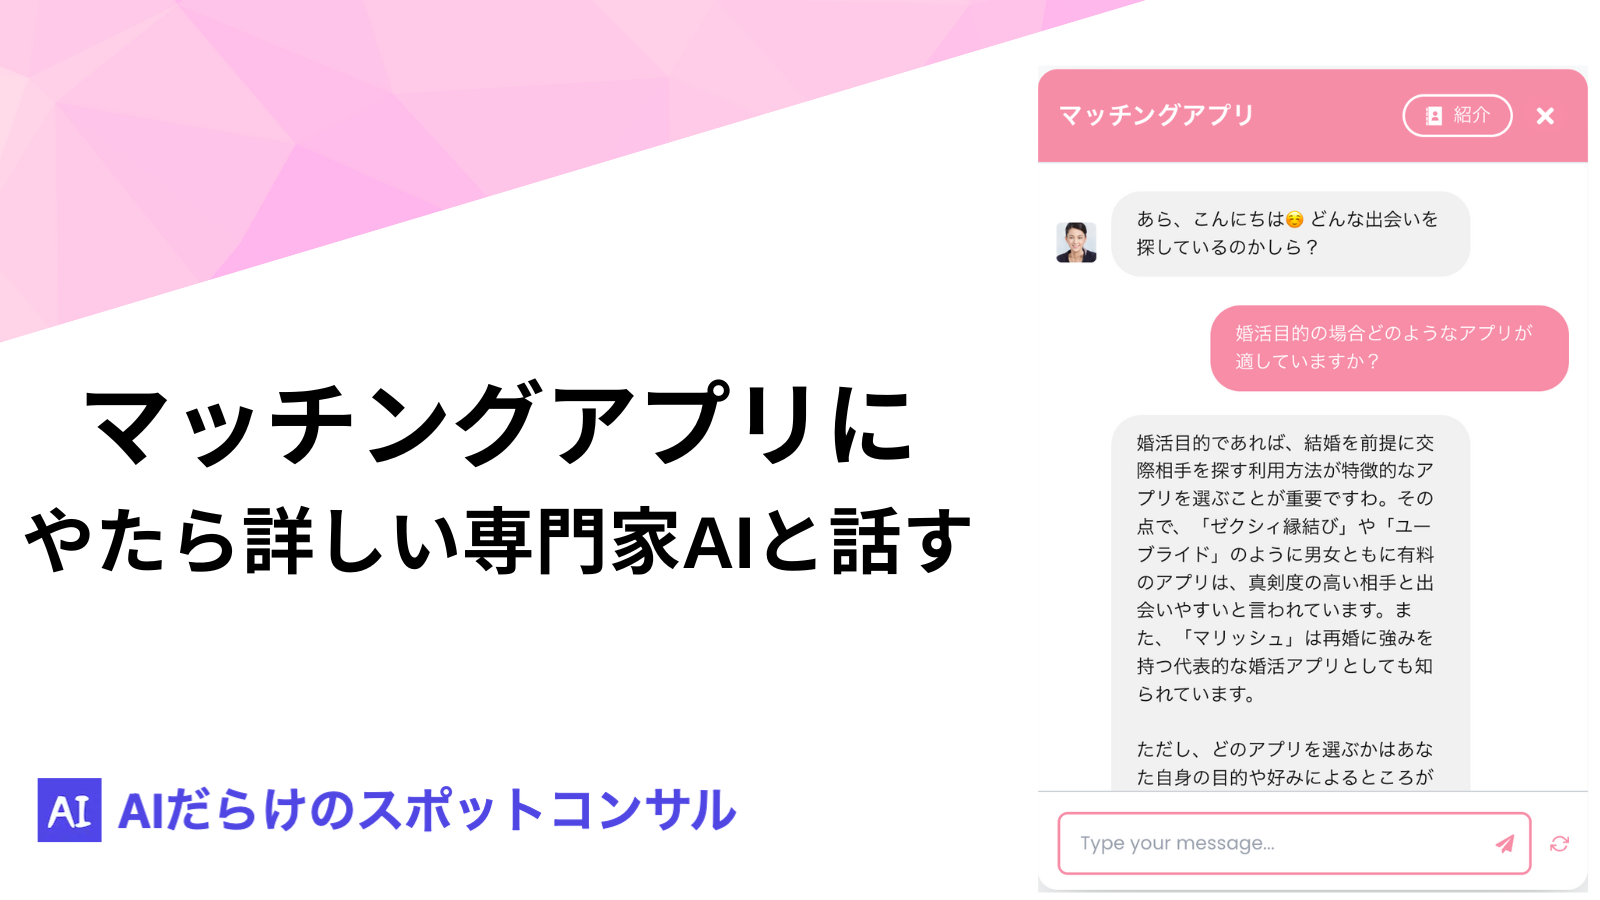 マッチングアプリに
やたら詳しい専門家AIと話す
AI AIだらけのスポットコンサル
マッチングアプリ
紹介
あら、こんにちは☺️ どんな出会いを
探しているのかしら？
婚活目的の場合どのようなアプリが
適していますか？
婚活目的であれば、結婚を前提に交
際相手を探す利用方法が特徴的なア
プリを選ぶことが重要ですわ。その
点で、「ゼクシィ縁結び」や「ユー
ブライド」のように男女ともに有料
のアプリは、真剣度の高い相手と出
会いやすいと言われています。ま
た、「マリッシュ」は再婚に強みを
持つ代表的な婚活アプリとしても知
られています。
ただし、どのアプリを選ぶかはあな
た自身の目的や好みによるところが
Type your message...